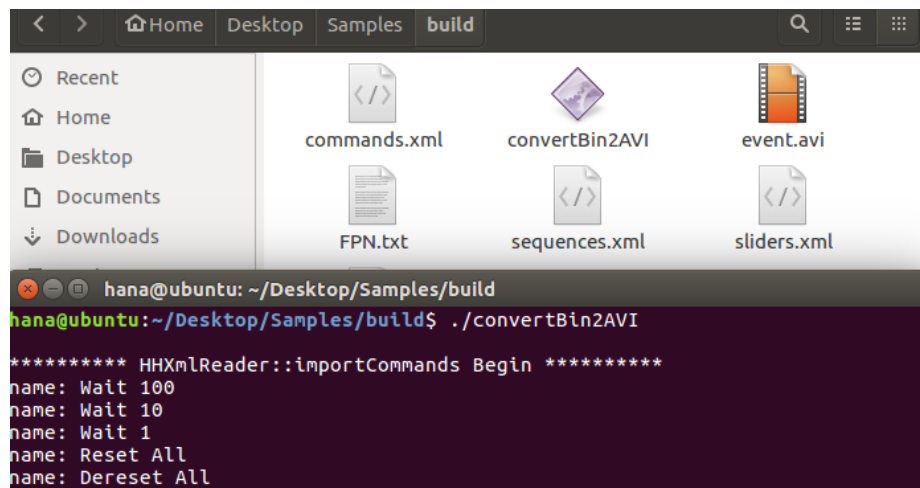 Home Desktop Samples build
Recent
Home
Desktop
Documents
Downloads
commands.xml convertBin2AVI event.avi
FPN.txt sequences.xml sliders.xml
hana@ubuntu: ~/Desktop/Samples/build
hana@ubuntu:~/Desktop/Samples/build$ ./convertBin2AVI
********** HHXmlReader::importCommands Begin **********
name: Wait 100
name: Wait 10
name: Wait 1
name: Reset All
name: Dereset All